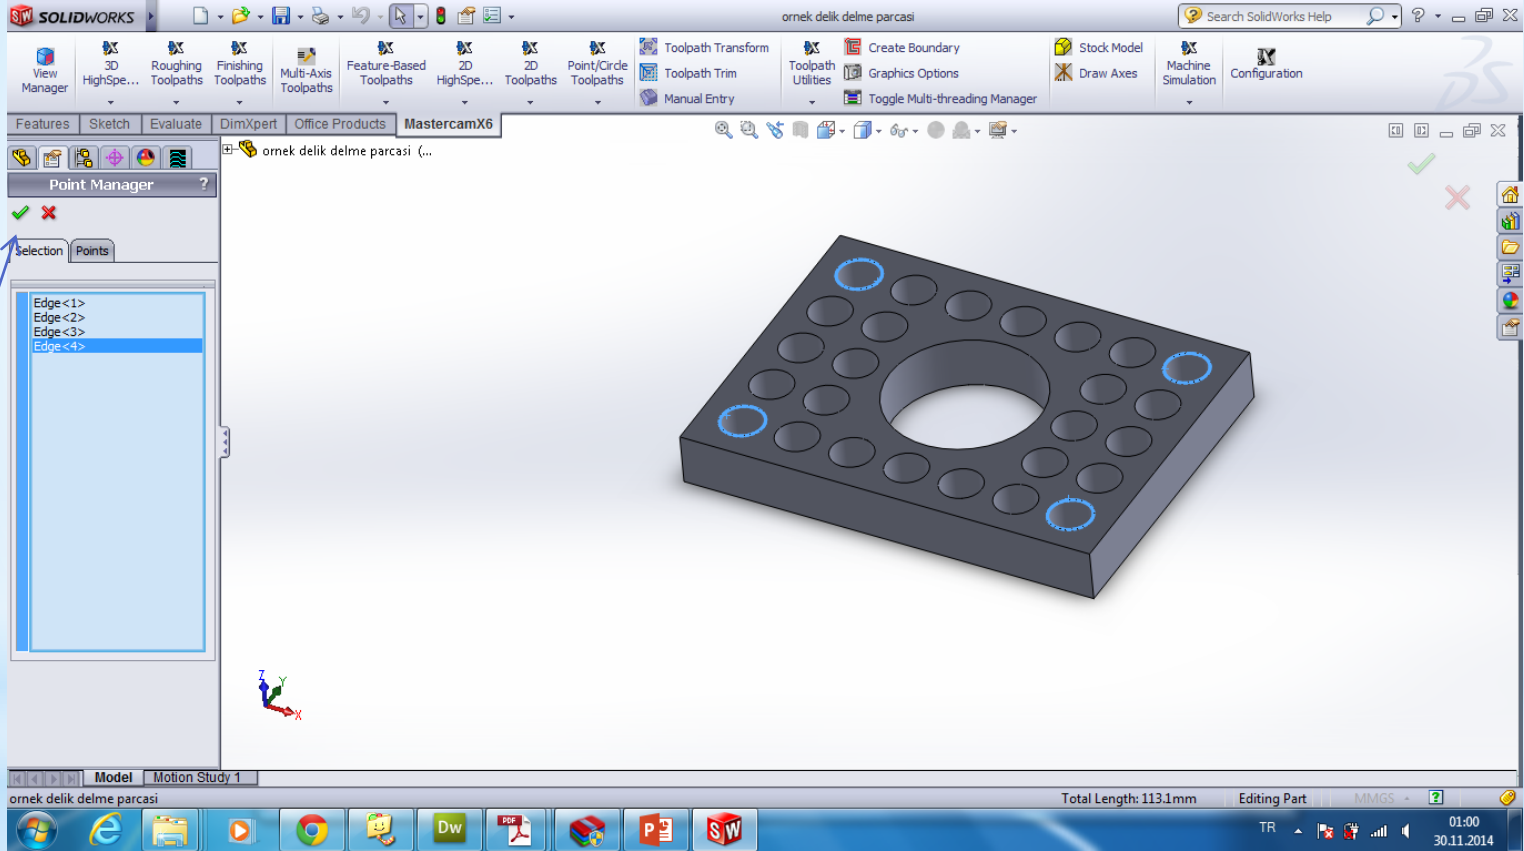 SOLIDWORKS
ornek delik delme parcasi
Search SolidWorks Help
View Manager
3D HighSpe...
Roughing Toolpaths
Finishing Toolpaths
Multi-Axis Toolpaths
Feature-Based Toolpaths
2D HighSpe...
2D Toolpaths
Point/Circle Toolpaths
Toolpath Transform
Toolpath Trim
Manual Entry
Toolpath Utilities
Create Boundary
Graphics Options
Toggle Multi-threading Manager
Stock Model
Draw Axes
Machine Simulation
Configuration
Features
Sketch
Evaluate
DimXpert
Office Products
MastercamX6
ornek delik delme parcasi (...
Point Manager
?
Selection
Points
Edge<1>
Edge<2>
Edge<3>
Edge<4>
Z
Y
X
Model
Motion Study 1
ornek delik delme parcasi
Total Length: 113.1mm
Editing Part
MMGS
Dw
PDF
TR
01:00
30.11.2014